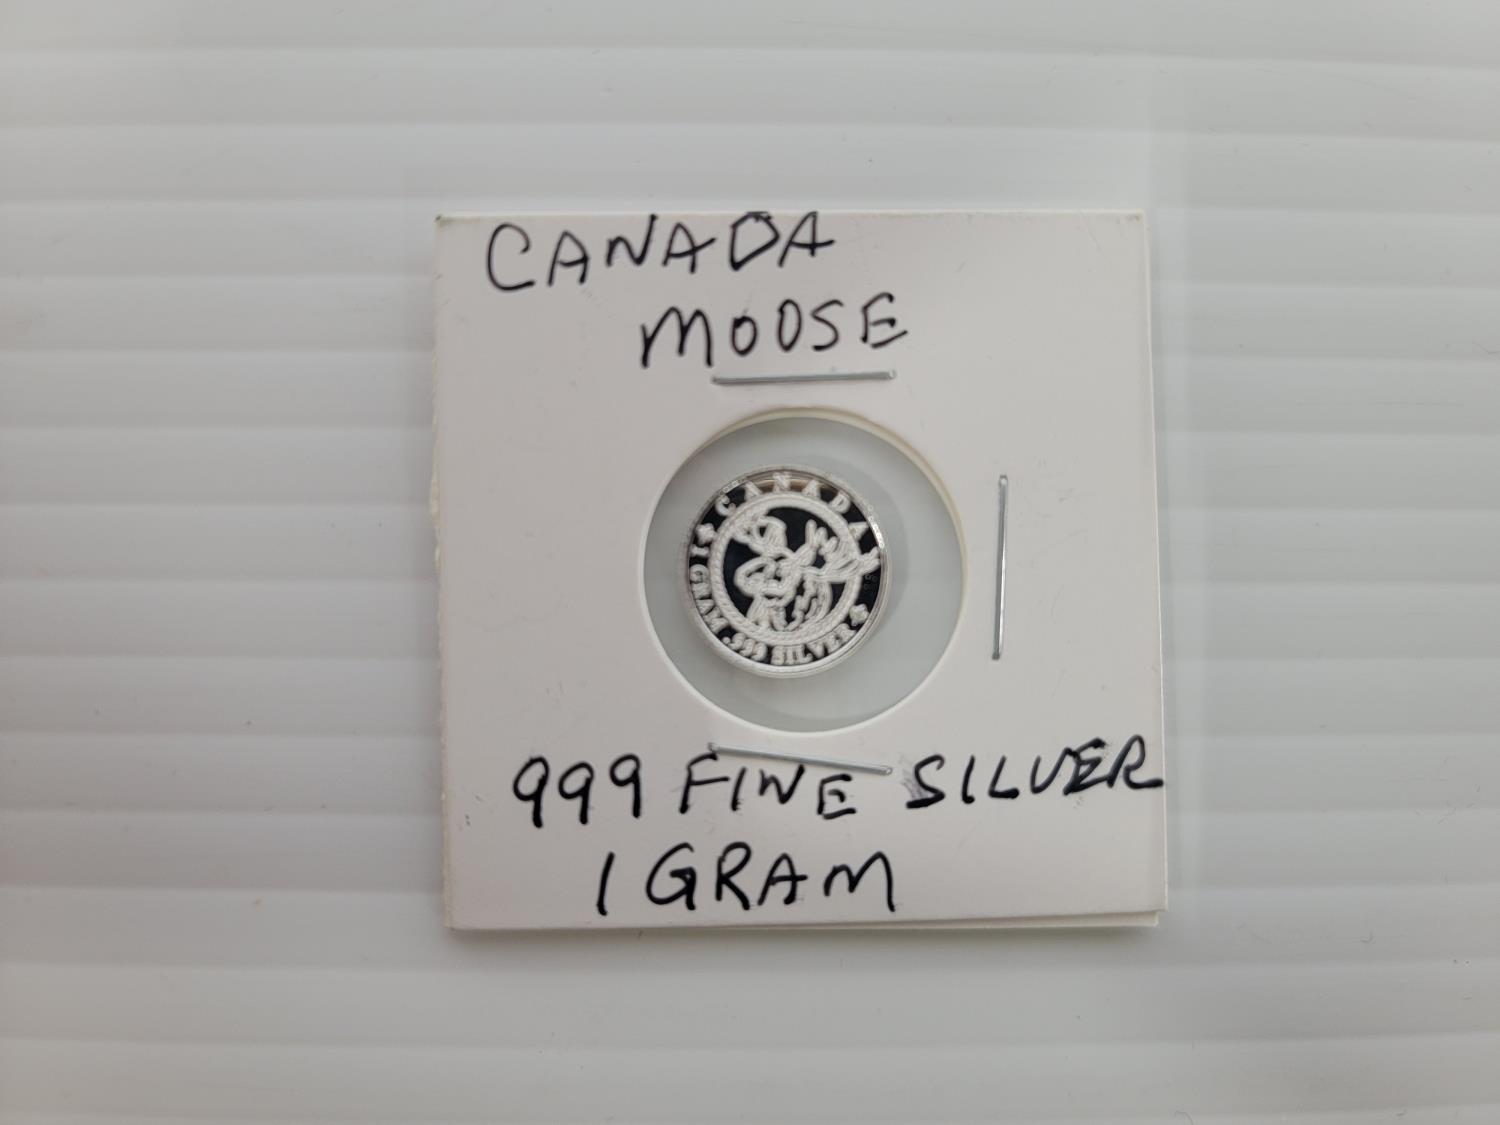 CANADA
MOOSE
CANADA
1 GRAM .999 SILVER
999 FINE SILVER
1 GRAM